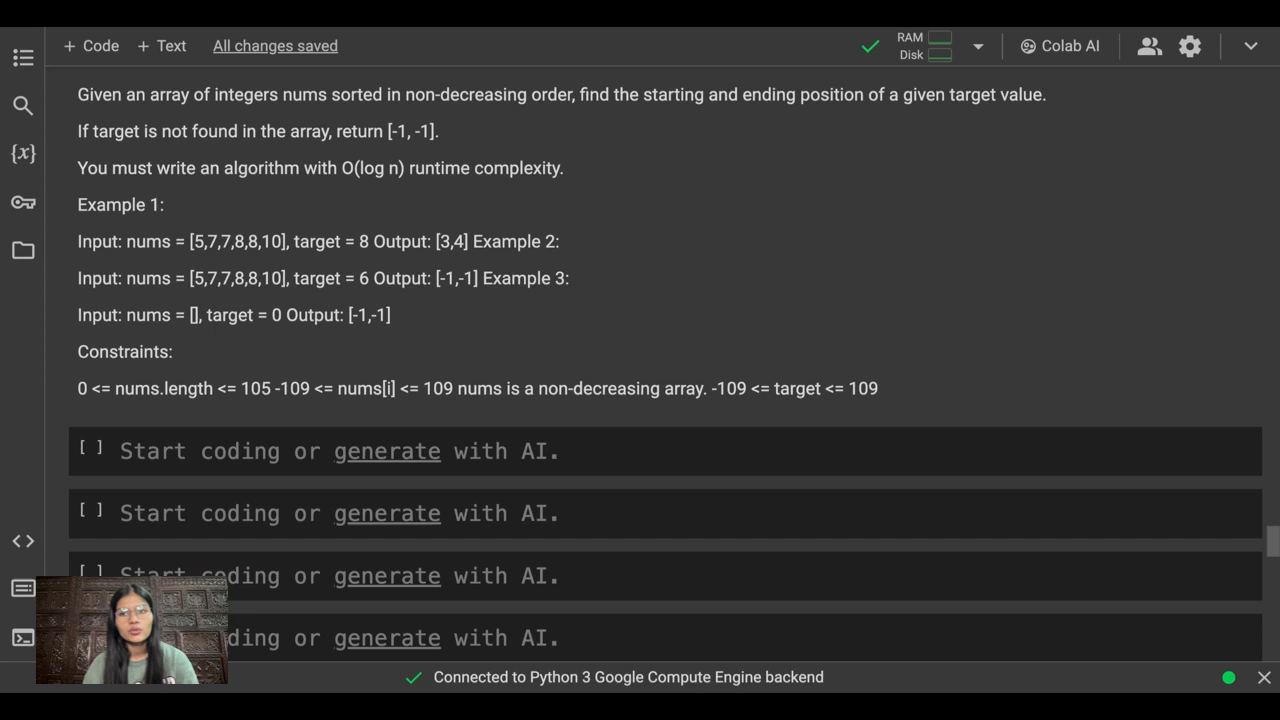 + Code + Text All changes saved
RAM
Disk
Colab AI
Given an array of integers nums sorted in non-decreasing order, find the starting and ending position of a given target value.
If target is not found in the array, return [-1, -1].
You must write an algorithm with O(log n) runtime complexity.
Example 1:
Input: nums = [5,7,7,8,8,10], target = 8 Output: [3,4] Example 2:
Input: nums = [5,7,7,8,8,10], target = 6 Output: [-1,-1] Example 3:
Input: nums = [], target = 0 Output: [-1,-1]
Constraints:
0 <= nums.length <= 105 -109 <= nums[i] <= 109 nums is a non-decreasing array. -109 <= target <= 109
[ ] Start coding or generate with AI.
[ ] Start coding or generate with AI.
[ ] Start coding or generate with AI.
ding or generate with AI.
Connected to Python 3 Google Compute Engine backend